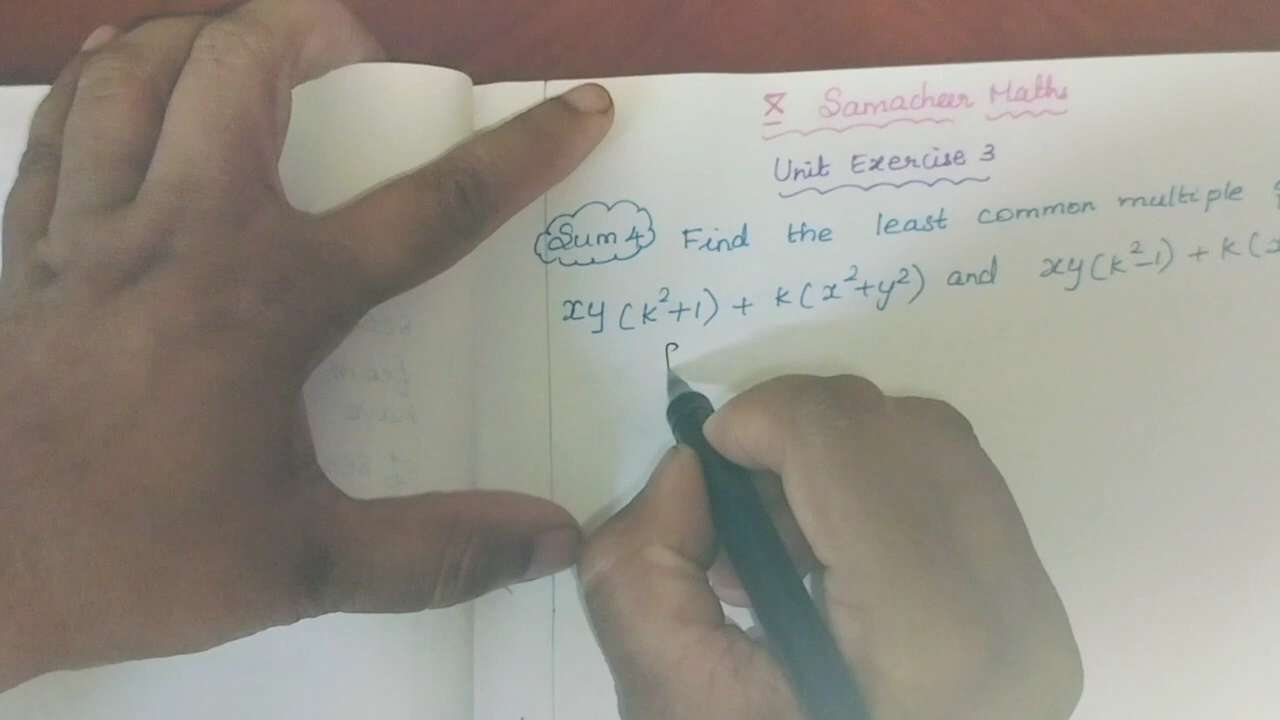 X Samacheer Maths
Unit Exercise 3
Sum 4 Find the least common multiple
xy(k²+1) + k(x²+y²) and xy(k²-1) + k(x